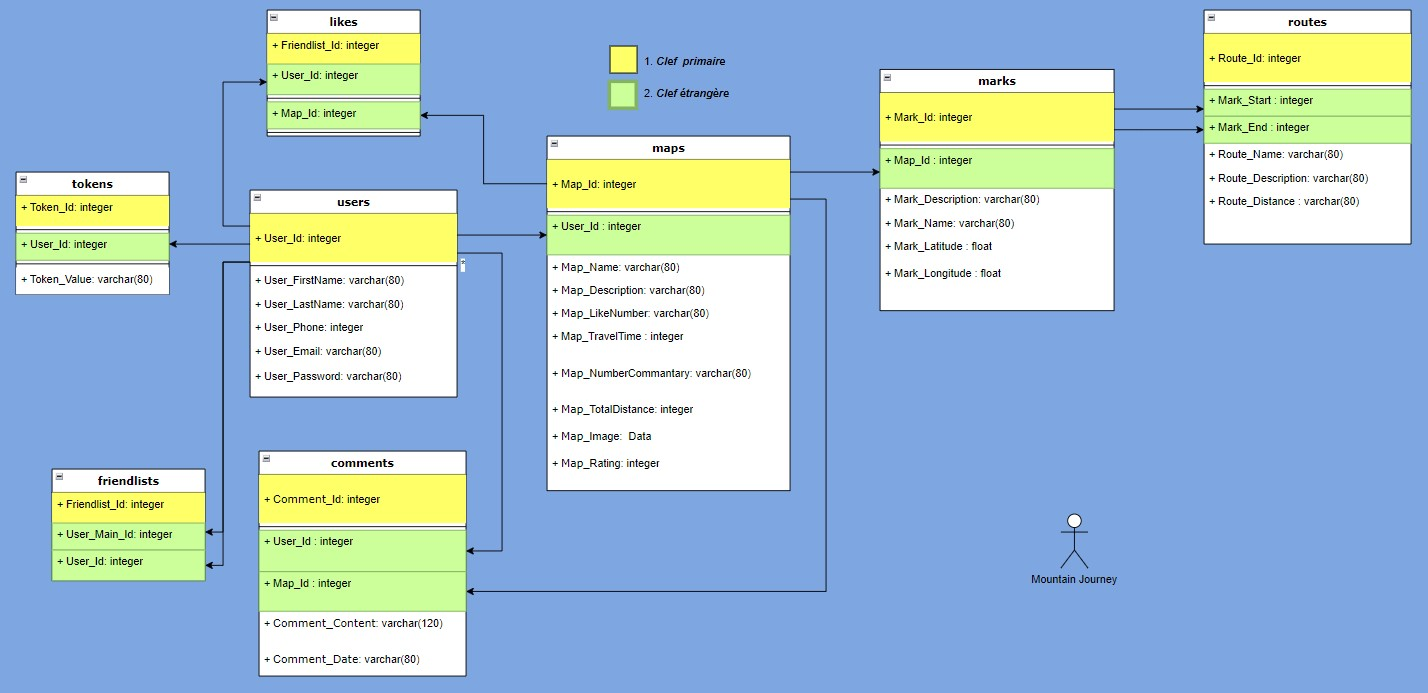 likes
+ Friendlist_Id: integer
+ User_Id: integer
+ Map_Id: integer
1. Clef primaire
2. Clef étrangère
tokens
+ Token_Id: integer
+ User_Id: integer
+ Token_Value: varchar(80)
users
+ User_Id: integer
+ User_FirstName: varchar(80)
+ User_LastName: varchar(80)
+ User_Phone: integer
+ User_Email: varchar(80)
+ User_Password: varchar(80)
*
friendlists
+ Friendlist_Id: integer
+ User_Main_Id: integer
+ User_Id: integer
comments
+ Comment_Id: integer
+ User_Id : integer
+ Map_Id : integer
+ Comment_Content: varchar(120)
+ Comment_Date: varchar(80)
maps
+ Map_Id: integer
+ User_Id : integer
+ Map_Name: varchar(80)
+ Map_Description: varchar(80)
+ Map_LikeNumber: varchar(80)
+ Map_TravelTime : integer
+ Map_NumberCommantary: varchar(80)
+ Map_TotalDistance: integer
+ Map_Image: Data
+ Map_Rating: integer
marks
+ Mark_Id: integer
+ Map_Id : integer
+ Mark_Description: varchar(80)
+ Mark_Name: varchar(80)
+ Mark_Latitude : float
+ Mark_Longitude : float
routes
+ Route_Id: integer
+ Mark_Start : integer
+ Mark_End : integer
+ Route_Name: varchar(80)
+ Route_Description: varchar(80)
+ Route_Distance : varchar(80)
Mountain Journey